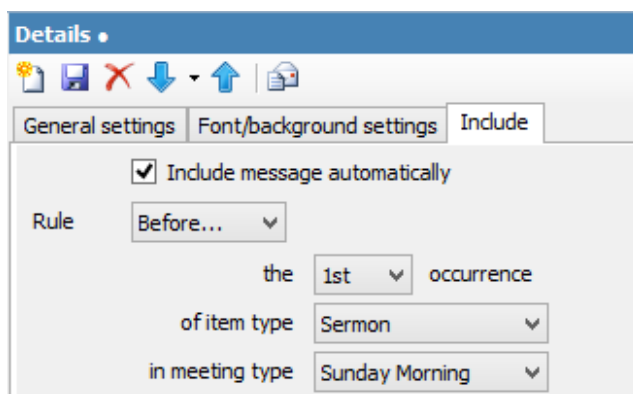 Details •
General settings Font/background settings Include
Include message automatically
Rule Before...
the 1st occurrence
of item type Sermon
in meeting type Sunday Morning